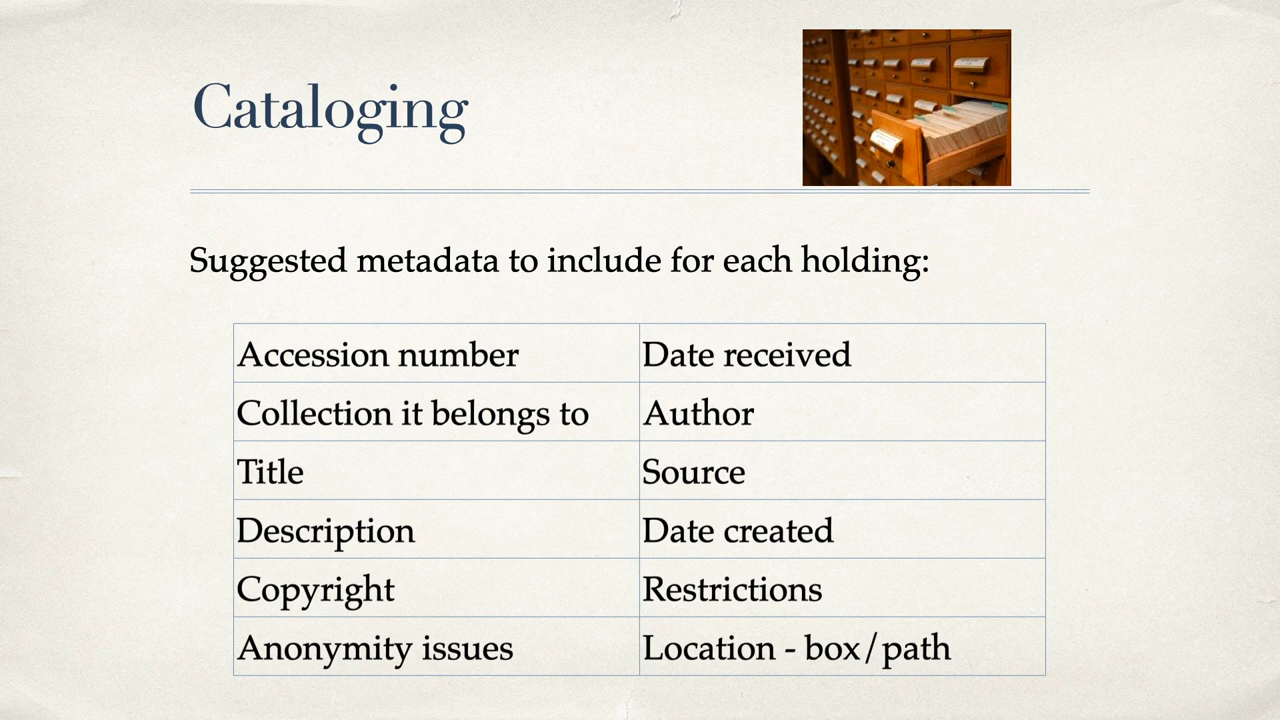 Cataloging
Suggested metadata to include for each holding:
Accession number
Date received
Collection it belongs to
Author
Title
Source
Description
Date created
Copyright
Restrictions
Anonymity issues
Location - box/path